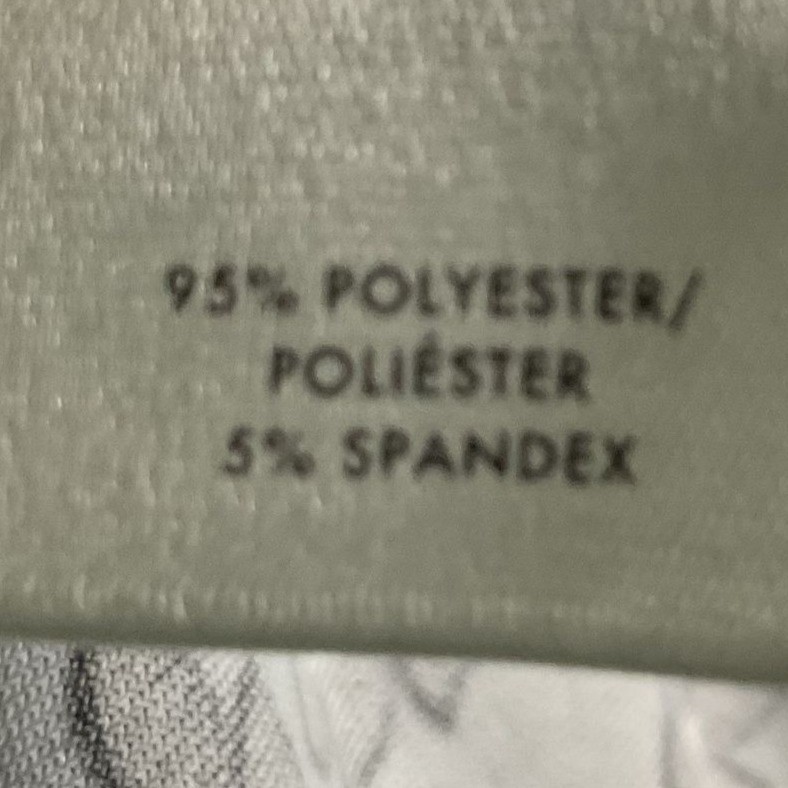 95% POLYESTER/
POLIÉSTER
5% SPANDEX